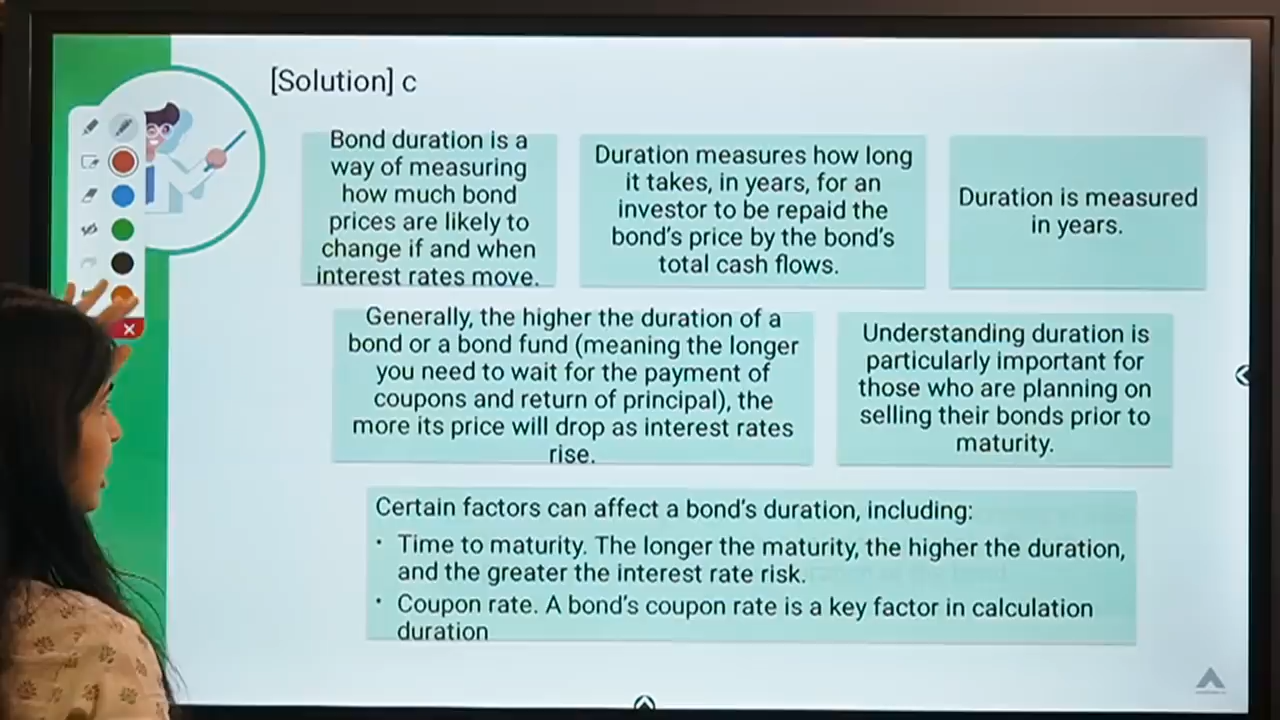 [Solution] c
Bond duration is a
way of measuring
how much bond
prices are likely to
change if and when
interest rates move.
Duration measures how long
it takes, in years, for an
investor to be repaid the
bond's price by the bond's
total cash flows.
Duration is measured
in years.
Generally, the higher the duration of a
bond or a bond fund (meaning the longer
you need to wait for the payment of
coupons and return of principal), the
more its price will drop as interest rates
rise.
Understanding duration is
particularly important for
those who are planning on
selling their bonds prior to
maturity.
Certain factors can affect a bond's duration, including:
• Time to maturity. The longer the maturity, the higher the duration,
and the greater the interest rate risk.
• Coupon rate. A bond's coupon rate is a key factor in calculation
duration